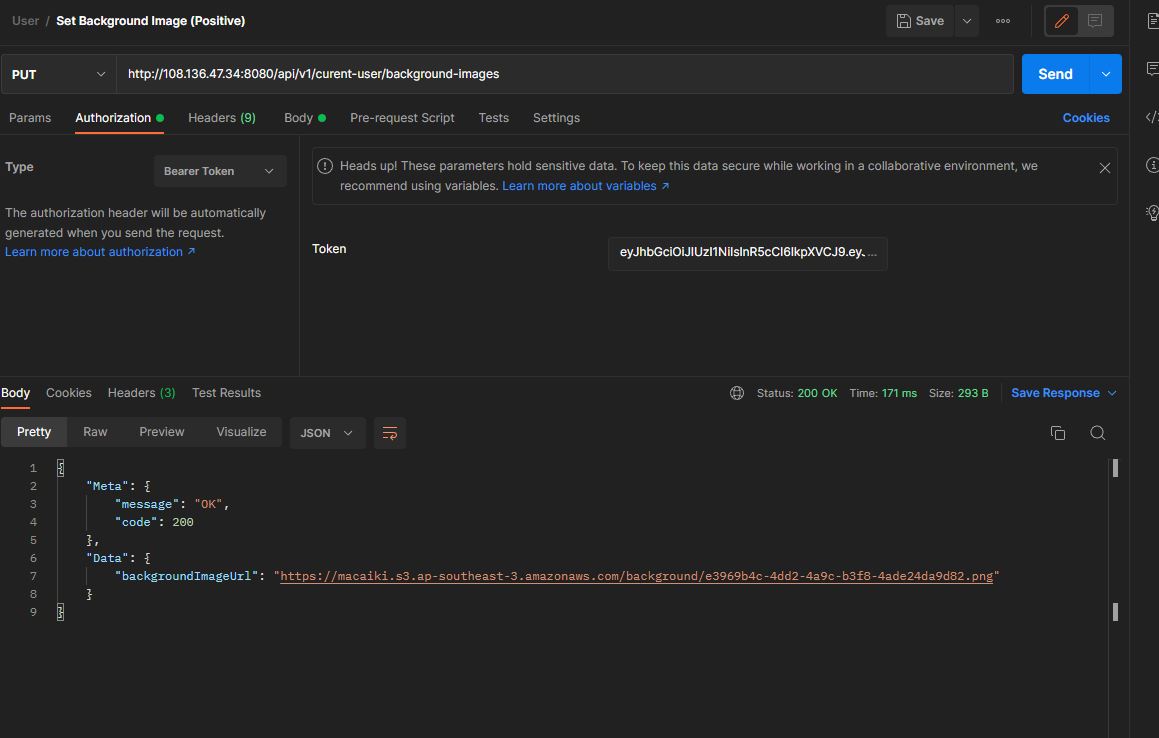 User / Set Background Image (Positive)
Save
PUT http://108.136.47.34:8080/api/v1/curent-user/background-images Send
Params Authorization Headers (9) Body Pre-request Script Tests Settings Cookies
Type Bearer Token
The authorization header will be automatically
generated when you send the request.
Learn more about authorization ↗
Heads up! These parameters hold sensitive data. To keep this data secure while working in a collaborative environment, we
recommend using variables. Learn more about variables ↗
Token eyJhbGciOiJIUzI1NiIsInR5cCI6IkpXVCJ9.ey...
Body Cookies Headers (3) Test Results Status: 200 OK Time: 171 ms Size: 293 B Save Response
Pretty Raw Preview Visualize JSON
1 {
2 "Meta": {
3 "message": "OK",
4 "code": 200
5 },
6 "Data": {
7 "backgroundImageUrl": "https://macaiki.s3.ap-southeast-3.amazonaws.com/background/e3969b4c-4dd2-4a9c-b3f8-4ade24da9d82.png"
8 }
9 }